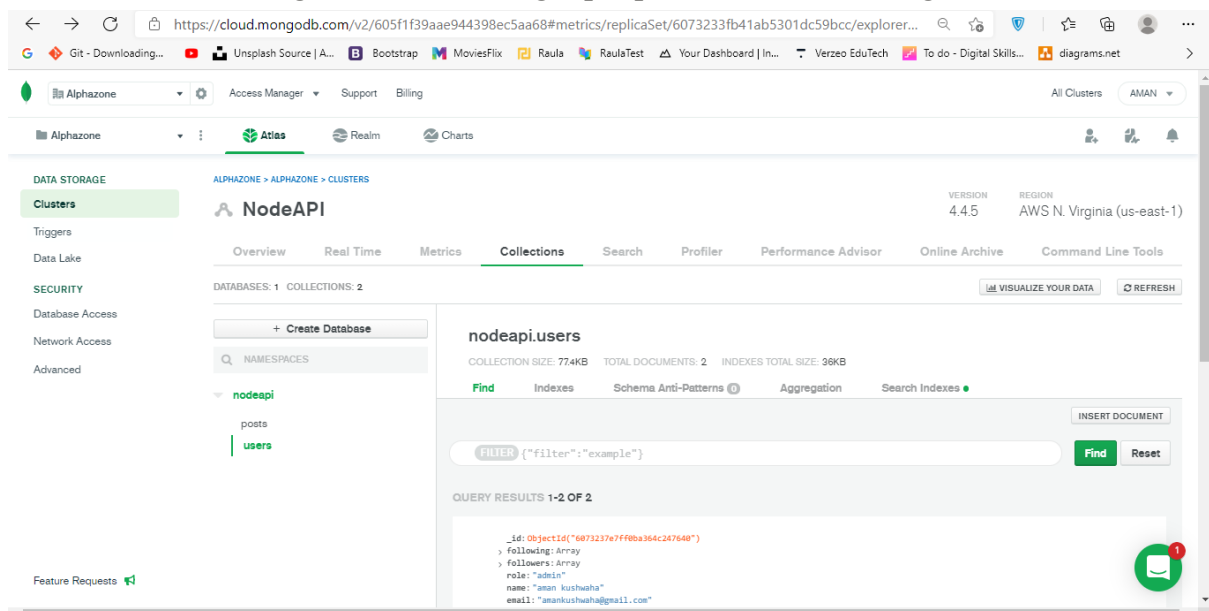 https://cloud.mongodb.com/v2/605f1f39aae944398ec5aa68#metrics/replicaSet/6073233fb41ab5301dc59bcc/explorer...
Git - Downloading... Unsplash Source | A... B Bootstrap MoviesFlix Raula RaulaTest Your Dashboard | In... Verzeo EduTech To do - Digital Skills... diagrams.net
Alphazone Access Manager Support Billing All Clusters AMAN
Alphazone Atlas Realm Charts
DATA STORAGE
Clusters
Triggers
Data Lake
SECURITY
Database Access
Network Access
Advanced
Feature Requests
ALPHAZONE > ALPHAZONE > CLUSTERS
NodeAPI
VERSION REGION
4.4.5 AWS N. Virginia (us-east-1)
Overview Real Time Metrics Collections Search Profiler Performance Advisor Online Archive Command Line Tools
DATABASES: 1 COLLECTIONS: 2 VISUALIZE YOUR DATA REFRESH
+ Create Database
NAMESPACES
nodeapi
posts
users
nodeapi.users
COLLECTION SIZE: 77.4KB TOTAL DOCUMENTS: 2 INDEXES TOTAL SIZE: 36KB
Find Indexes Schema Anti-Patterns 0 Aggregation Search Indexes
INSERT DOCUMENT
FILTER {"filter":"example"} Find Reset
QUERY RESULTS 1-2 OF 2
_id: ObjectId("6073237e7ff0ba364c247640")
following: Array
followers: Array
role: "admin"
name: "aman kushwaha"
email: "amankushwaha@gmail.com"
1